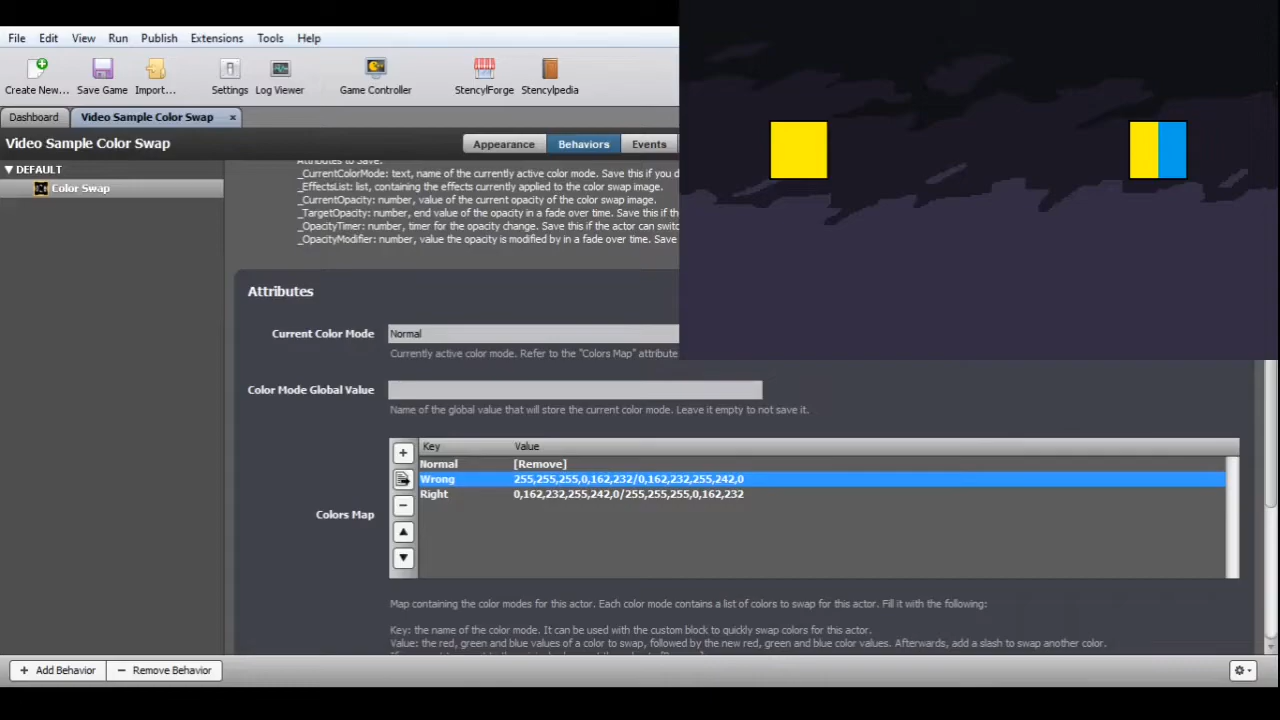 File Edit View Run Publish Extensions Tools Help
Create New... Save Game Import... Settings Log Viewer Game Controller StencylForge Stencylpedia
Dashboard Video Sample Color Swap ×
Video Sample Color Swap Appearance Behaviors Events
DEFAULT
Color Swap
Attributes to Save:
_CurrentColorMode: text, name of the currently active color mode. Save this if you d
_EffectsList: list, containing the effects currently applied to the color swap image.
_CurrentOpacity: number, value of the current opacity of the color swap image.
_TargetOpacity: number, end value of the opacity in a fade over time. Save this if the
_OpacityTimer: number, timer for the opacity change. Save this if the actor can switc
_OpacityModifier: number, value the opacity is modified by in a fade over time. Save
Attributes
Current Color Mode Normal
Currently active color mode. Refer to the "Colors Map" attribute
Color Mode Global Value
Name of the global value that will store the current color mode. Leave it empty to not save it.
Key Value
Normal [Remove]
Wrong 255,255,255,0,162,232/0,162,232,255,242,0
Right 0,162,232,255,242,0/255,255,255,0,162,232
Colors Map
Map containing the color modes for this actor. Each color mode contains a list of colors to swap for this actor. Fill it with the following:
Key: the name of the color mode. It can be used with the custom block to quickly swap colors for this actor.
Value: the red, green and blue values of a color to swap, followed by the new red, green and blue color values. Afterwards, add a slash to swap another color.
+ Add Behavior − Remove Behavior